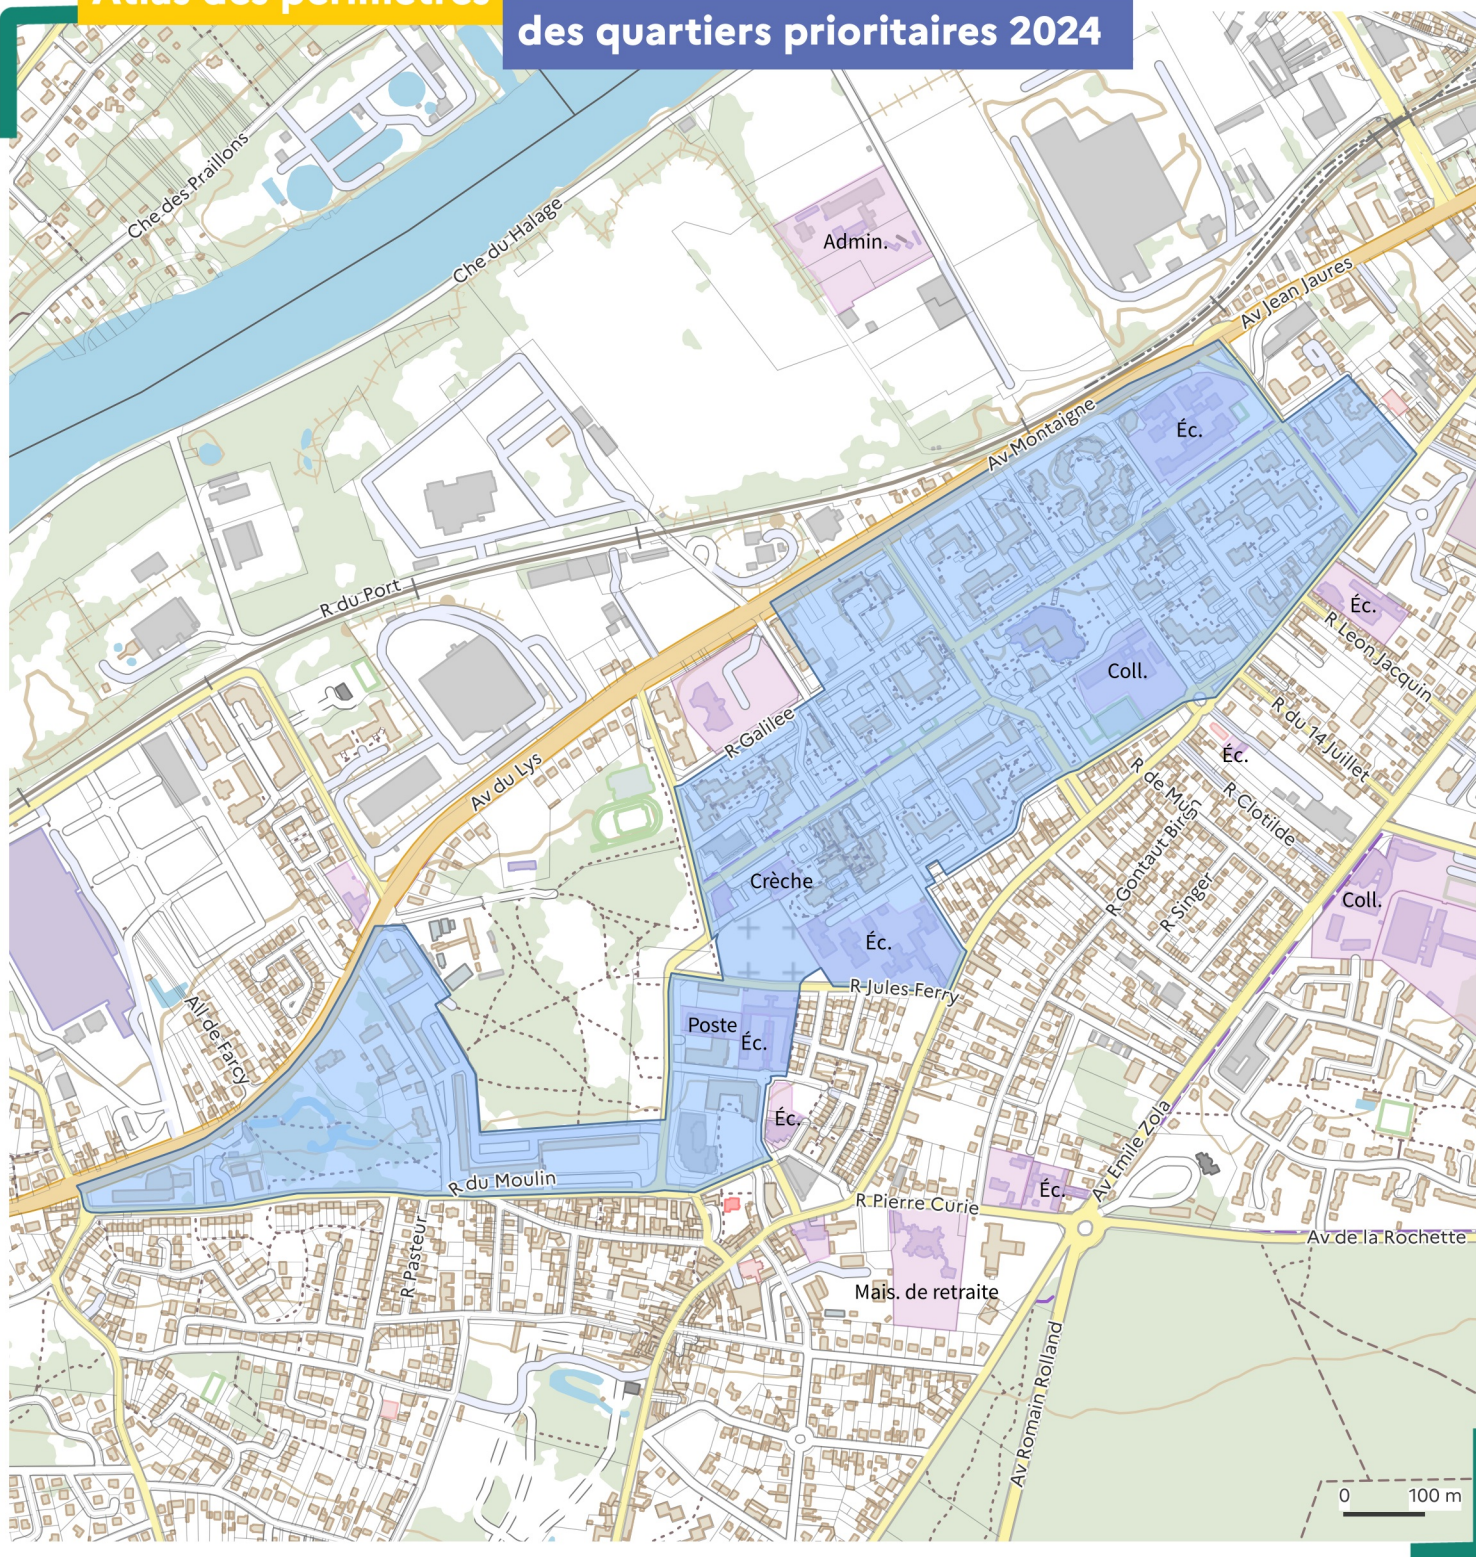 Atlas des périmètres
des quartiers prioritaires 2024
Che des Praillons
Che du Halage
Admin.
Av Jean Jaures
Av Montaigne
Éc.
R du Port
Éc.
R Leon Jacquin
Coll.
R Galilee
R du 14 Juillet
Éc.
Av du Lys
R de Mun
R Clotilde
R Gontaut Biron
R Singer
Crèche
Coll.
Éc.
R Jules Ferry
All de Farcy
Poste
Éc.
Éc.
Av Emile Zola
R du Moulin
Éc.
R Pierre Curie
Av de la Rochette
R Pasteur
Mais. de retraite
Av Romain Rolland
0 100 m